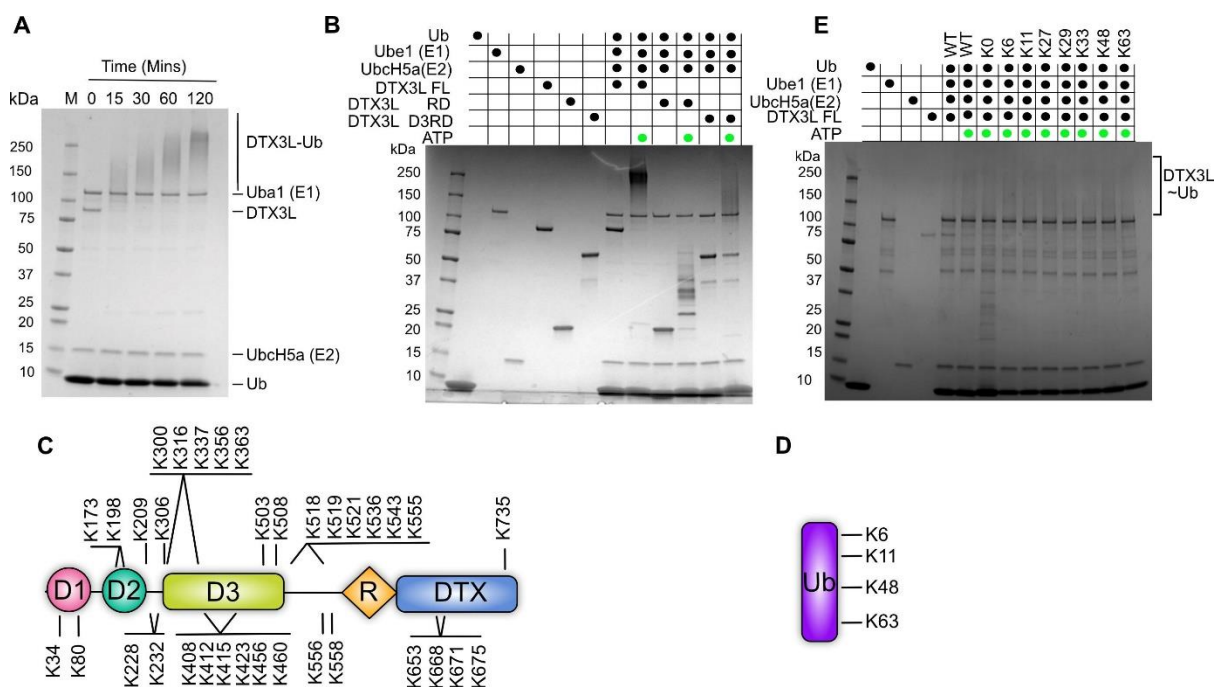 A
Time (Mins)
kDa M 0 15 30 60 120
250
150
100
75
50
37
25
20
15
10
DTX3L-Ub
Uba1 (E1)
DTX3L
UbcH5a (E2)
Ub
B
Ub
Ube1 (E1)
UbcH5a(E2)
DTX3L FL
DTX3L RD
DTX3L D3RD
ATP
kDa
250
150
100
75
50
37
25
20
15
10
E
WT WT K0 K6 K11 K27 K29 K33 K48 K63
Ub
Ube1 (E1)
UbcH5a(E2)
DTX3L FL
ATP
kDa
250
150
100
75
50
37
25
20
15
10
DTX3L
~Ub
C
K300 K316 K337 K356 K363
K173 K198 K209 K306 K503 K508 K518 K519 K521 K536 K543 K555 K735
D1 D2 D3 R DTX
K34 K80 K228 K232 K408 K412 K415 K423 K456 K460 K556 K558 K653 K668 K671 K675
D
Ub
K6
K11
K48
K63